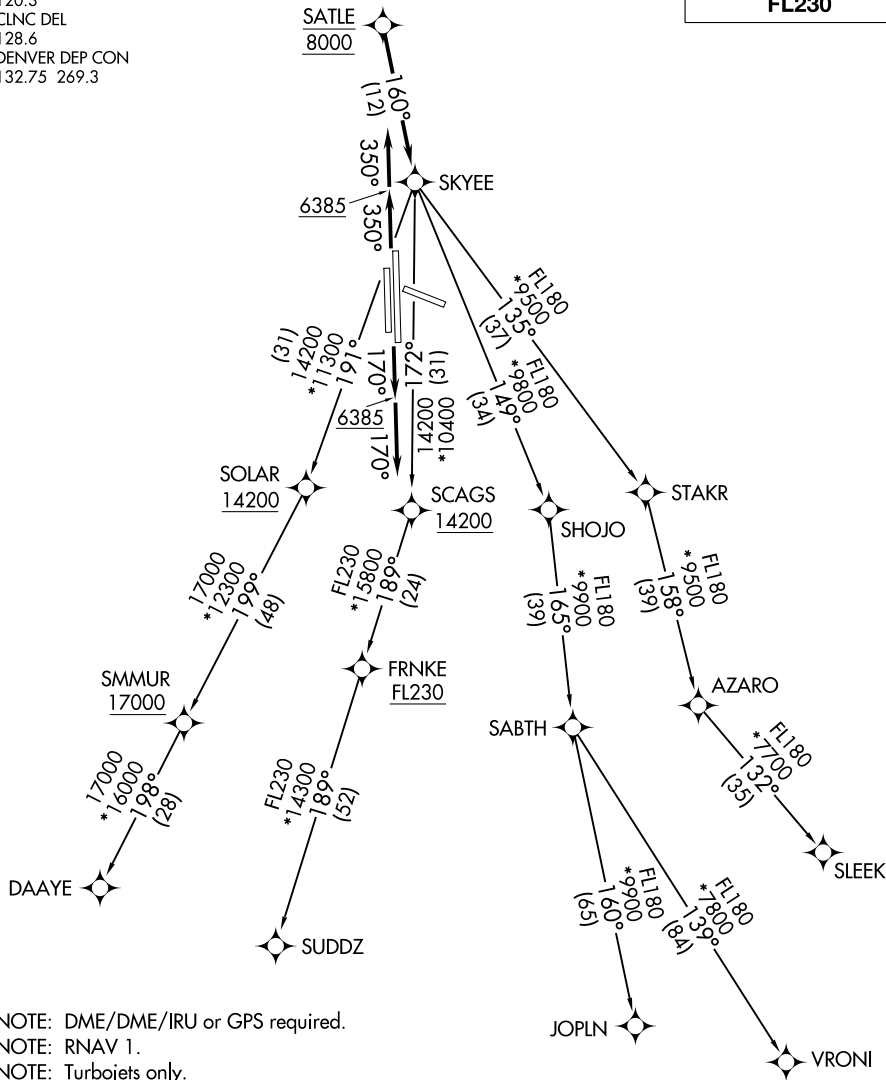 120.3
CLNC DEL
128.6
DENVER DEP CON
132.75 269.3
FL230
SATLE
8000
160°
(12)
350°
SKYEE
6385
350°
FL180
*9500
135°
(37)
(31)
14200
*11300
191°
170°
172°
(31)
FL180
*9800
149°
(34)
6385
170°
14200
*10400
SOLAR
14200
SCAGS
14200
SHOJO
STAKR
17000
*12300
199°
(48)
FL230
*15800
189°
(24)
FL180
*9900
165°
(39)
FL180
*9500
158°
(39)
SMMUR
17000
FRNKE
FL230
SABTH
AZARO
17000
*16000
198°
(28)
FL230
*14300
189°
(52)
FL180
*7700
132°
(35)
DAAYE
SUDDZ
FL180
*9900
160°
(65)
FL180
*7800
139°
(84)
SLEEK
JOPLN
VRONI
NOTE: DME/DME/IRU or GPS required.
NOTE: RNAV 1.
NOTE: Turbojets only.